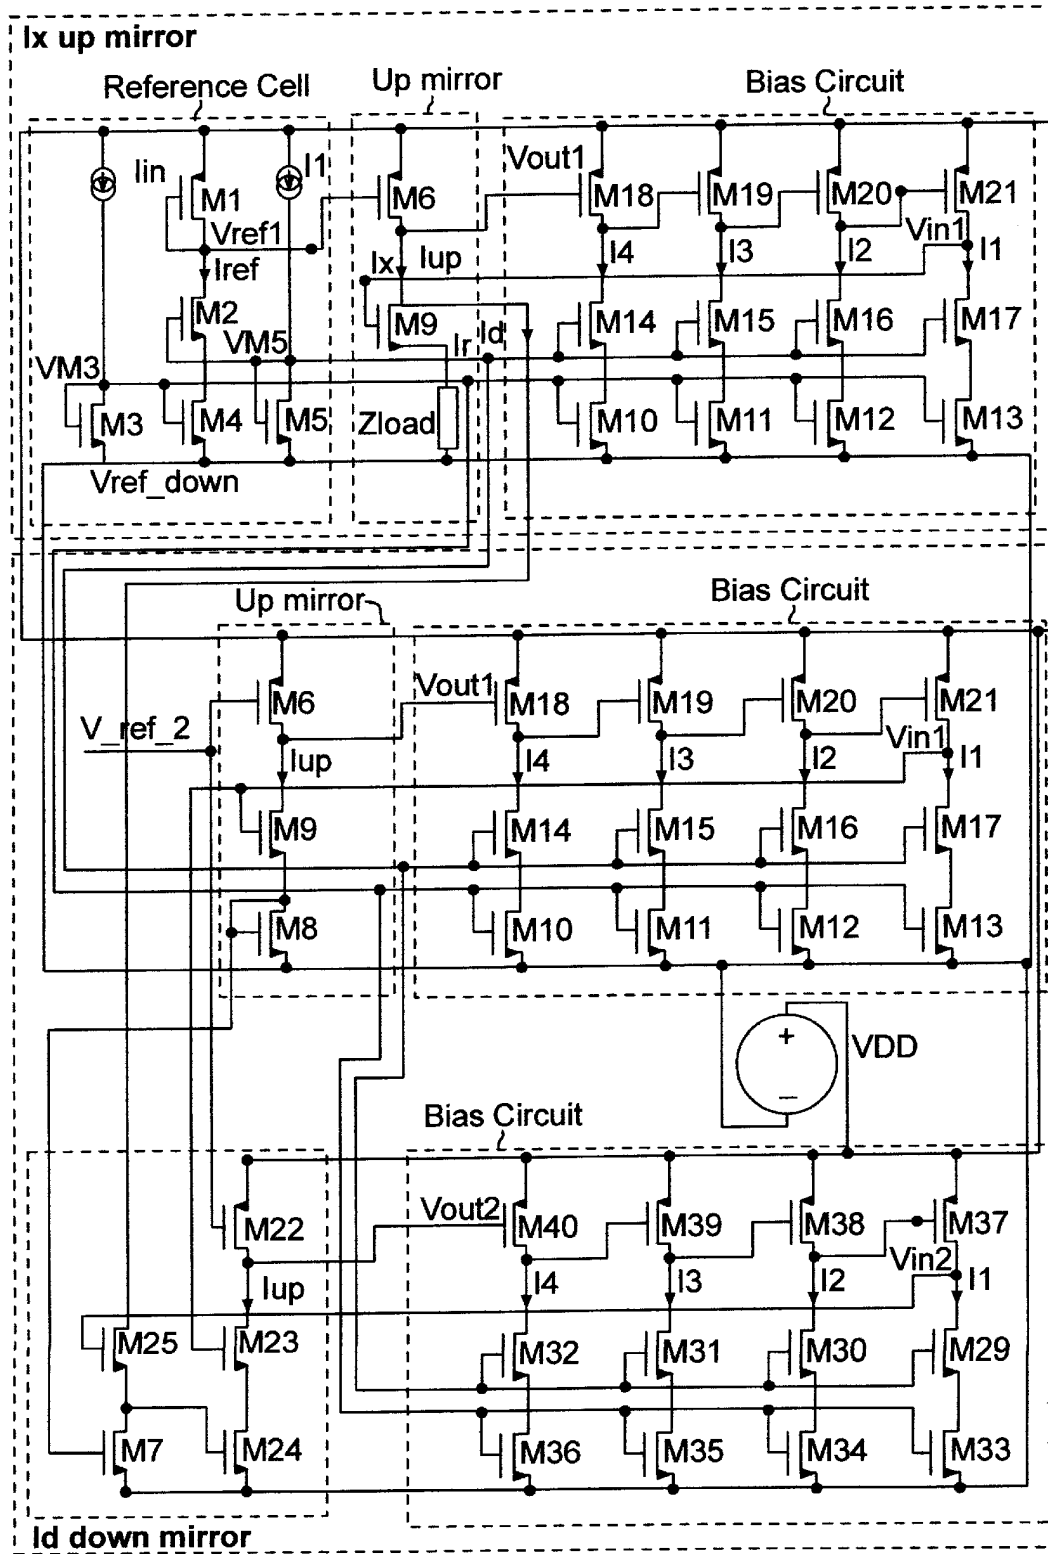 Ix up mirror
Reference Cell
Up mirror
Bias Circuit
Iin
M1
I1
M6
Vout1
M18
M19
M20
M21
Vref1
Iref
Ix
Iup
I4
I3
I2
Vin1
I1
M2
M9
M14
M15
M16
M17
VM3
VM5
Ir
Id
M3
M4
M5
Zload
M10
M11
M12
M13
Vref_down
Up mirror
Bias Circuit
M6
Vout1
M18
M19
M20
M21
V_ref_2
Iup
I4
I3
I2
Vin1
I1
M9
M14
M15
M16
M17
M8
M10
M11
M12
M13
+
VDD
–
Bias Circuit
M22
Vout2
M40
M39
M38
M37
Iup
I4
I3
I2
Vin2
I1
M25
M23
M32
M31
M30
M29
M7
M24
M36
M35
M34
M33
Id down mirror